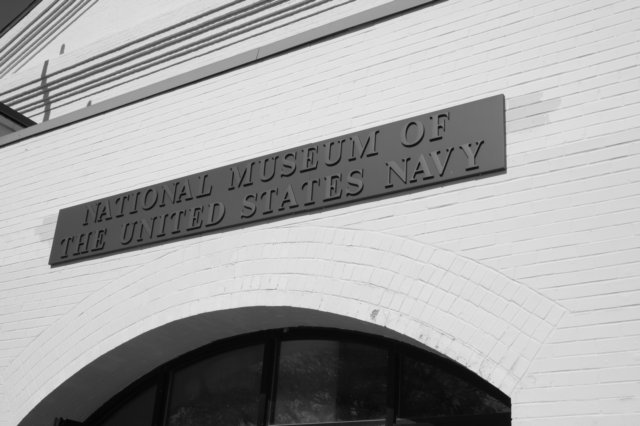 NATIONAL MUSEUM OF
THE UNITED STATES NAVY